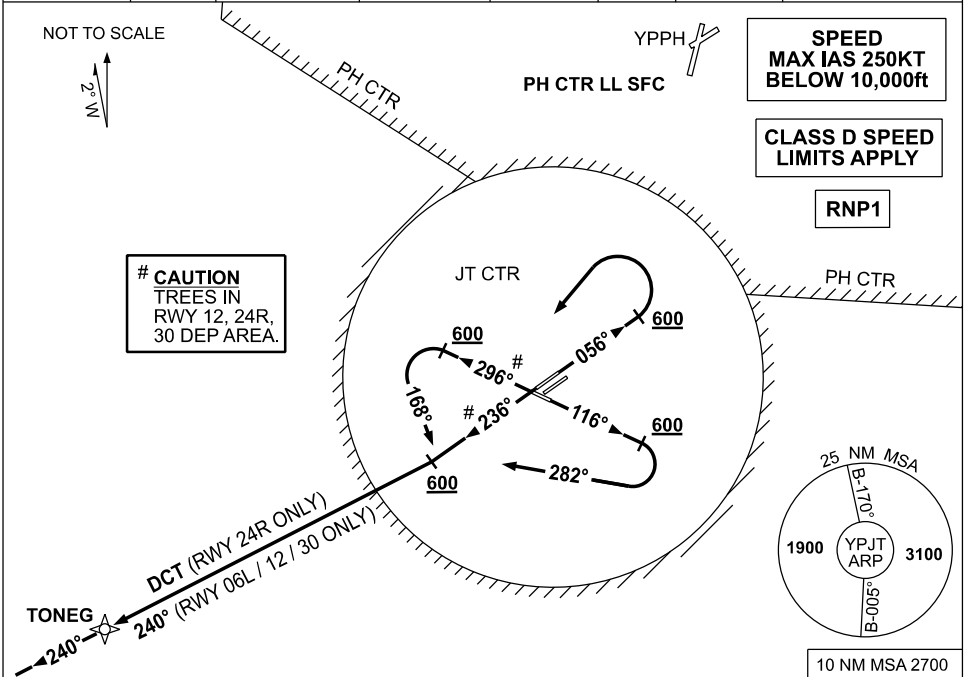 NOT TO SCALE
2° W
PH CTR
YPPH
PH CTR LL SFC
SPEED
MAX IAS 250KT
BELOW 10,000ft
CLASS D SPEED
LIMITS APPLY
RNP1
# CAUTION
TREES IN
RWY 12, 24R,
30 DEP AREA.
JT CTR
PH CTR
600
056°
600
#
296°
168°
#
236°
116°
600
282°
600
DCT (RWY 24R ONLY)
240° (RWY 06L / 12 / 30 ONLY)
TONEG
240°
25 NM MSA
B-170°
1900
YPJT
ARP
3100
B-005°
10 NM MSA 2700